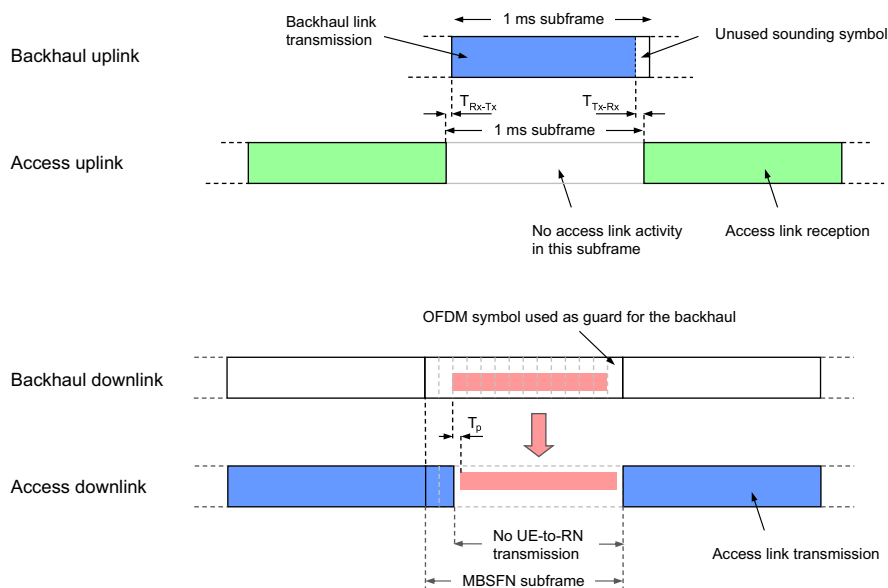 Backhaul link
transmission
1 ms subframe
Unused sounding symbol
Backhaul uplink
TRx-Tx
TTx-Rx
1 ms subframe
Access uplink
No access link activity
in this subframe
Access link reception
OFDM symbol used as guard for the backhaul
Backhaul downlink
Tp
Access downlink
No UE-to-RN
transmission
Access link transmission
MBSFN subframe